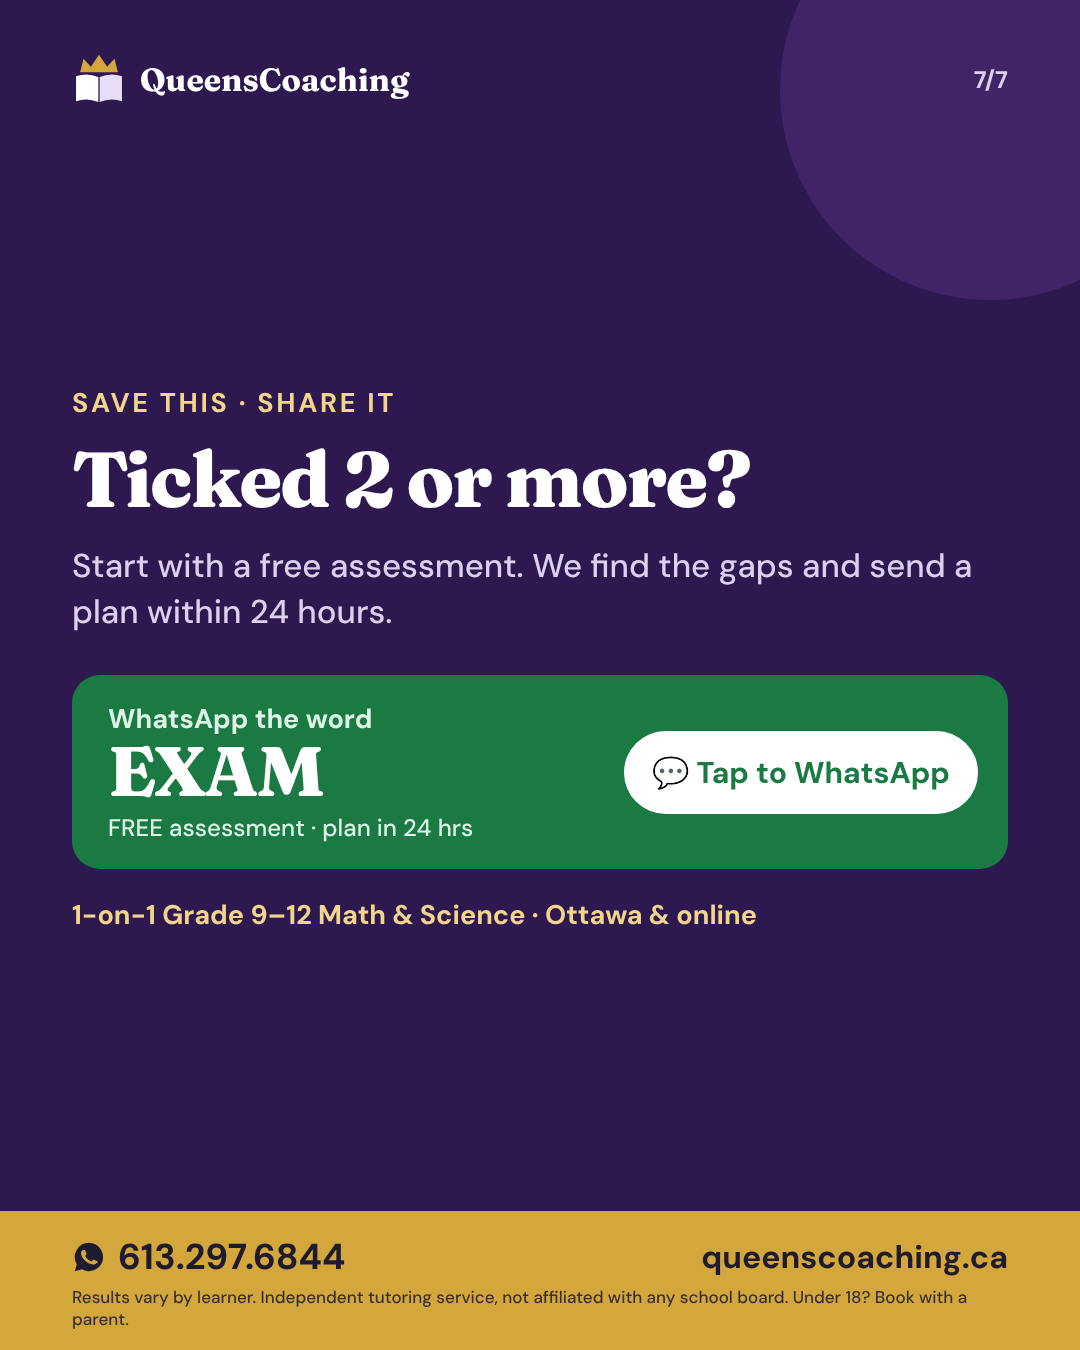 QueensCoaching
7/7
SAVE THIS · SHARE IT
Ticked 2 or more?
Start with a free assessment. We find the gaps and send a
plan within 24 hours.
WhatsApp the word
EXAM
FREE assessment · plan in 24 hrs
💬 Tap to WhatsApp
1-on-1 Grade 9–12 Math & Science · Ottawa & online
613.297.6844
queenscoaching.ca
Results vary by learner. Independent tutoring service, not affiliated with any school board. Under 18? Book with a
parent.